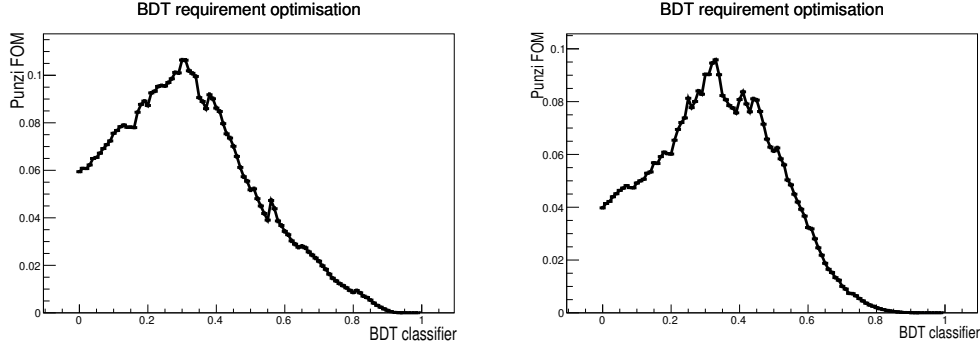 BDT requirement optimisation
Punzi FOM
0.1
0.08
0.06
0.04
0.02
0
0 0.2 0.4 0.6 0.8 1
BDT classifier
BDT requirement optimisation
Punzi FOM
0.1
0.08
0.06
0.04
0.02
0
0 0.2 0.4 0.6 0.8 1
BDT classifier